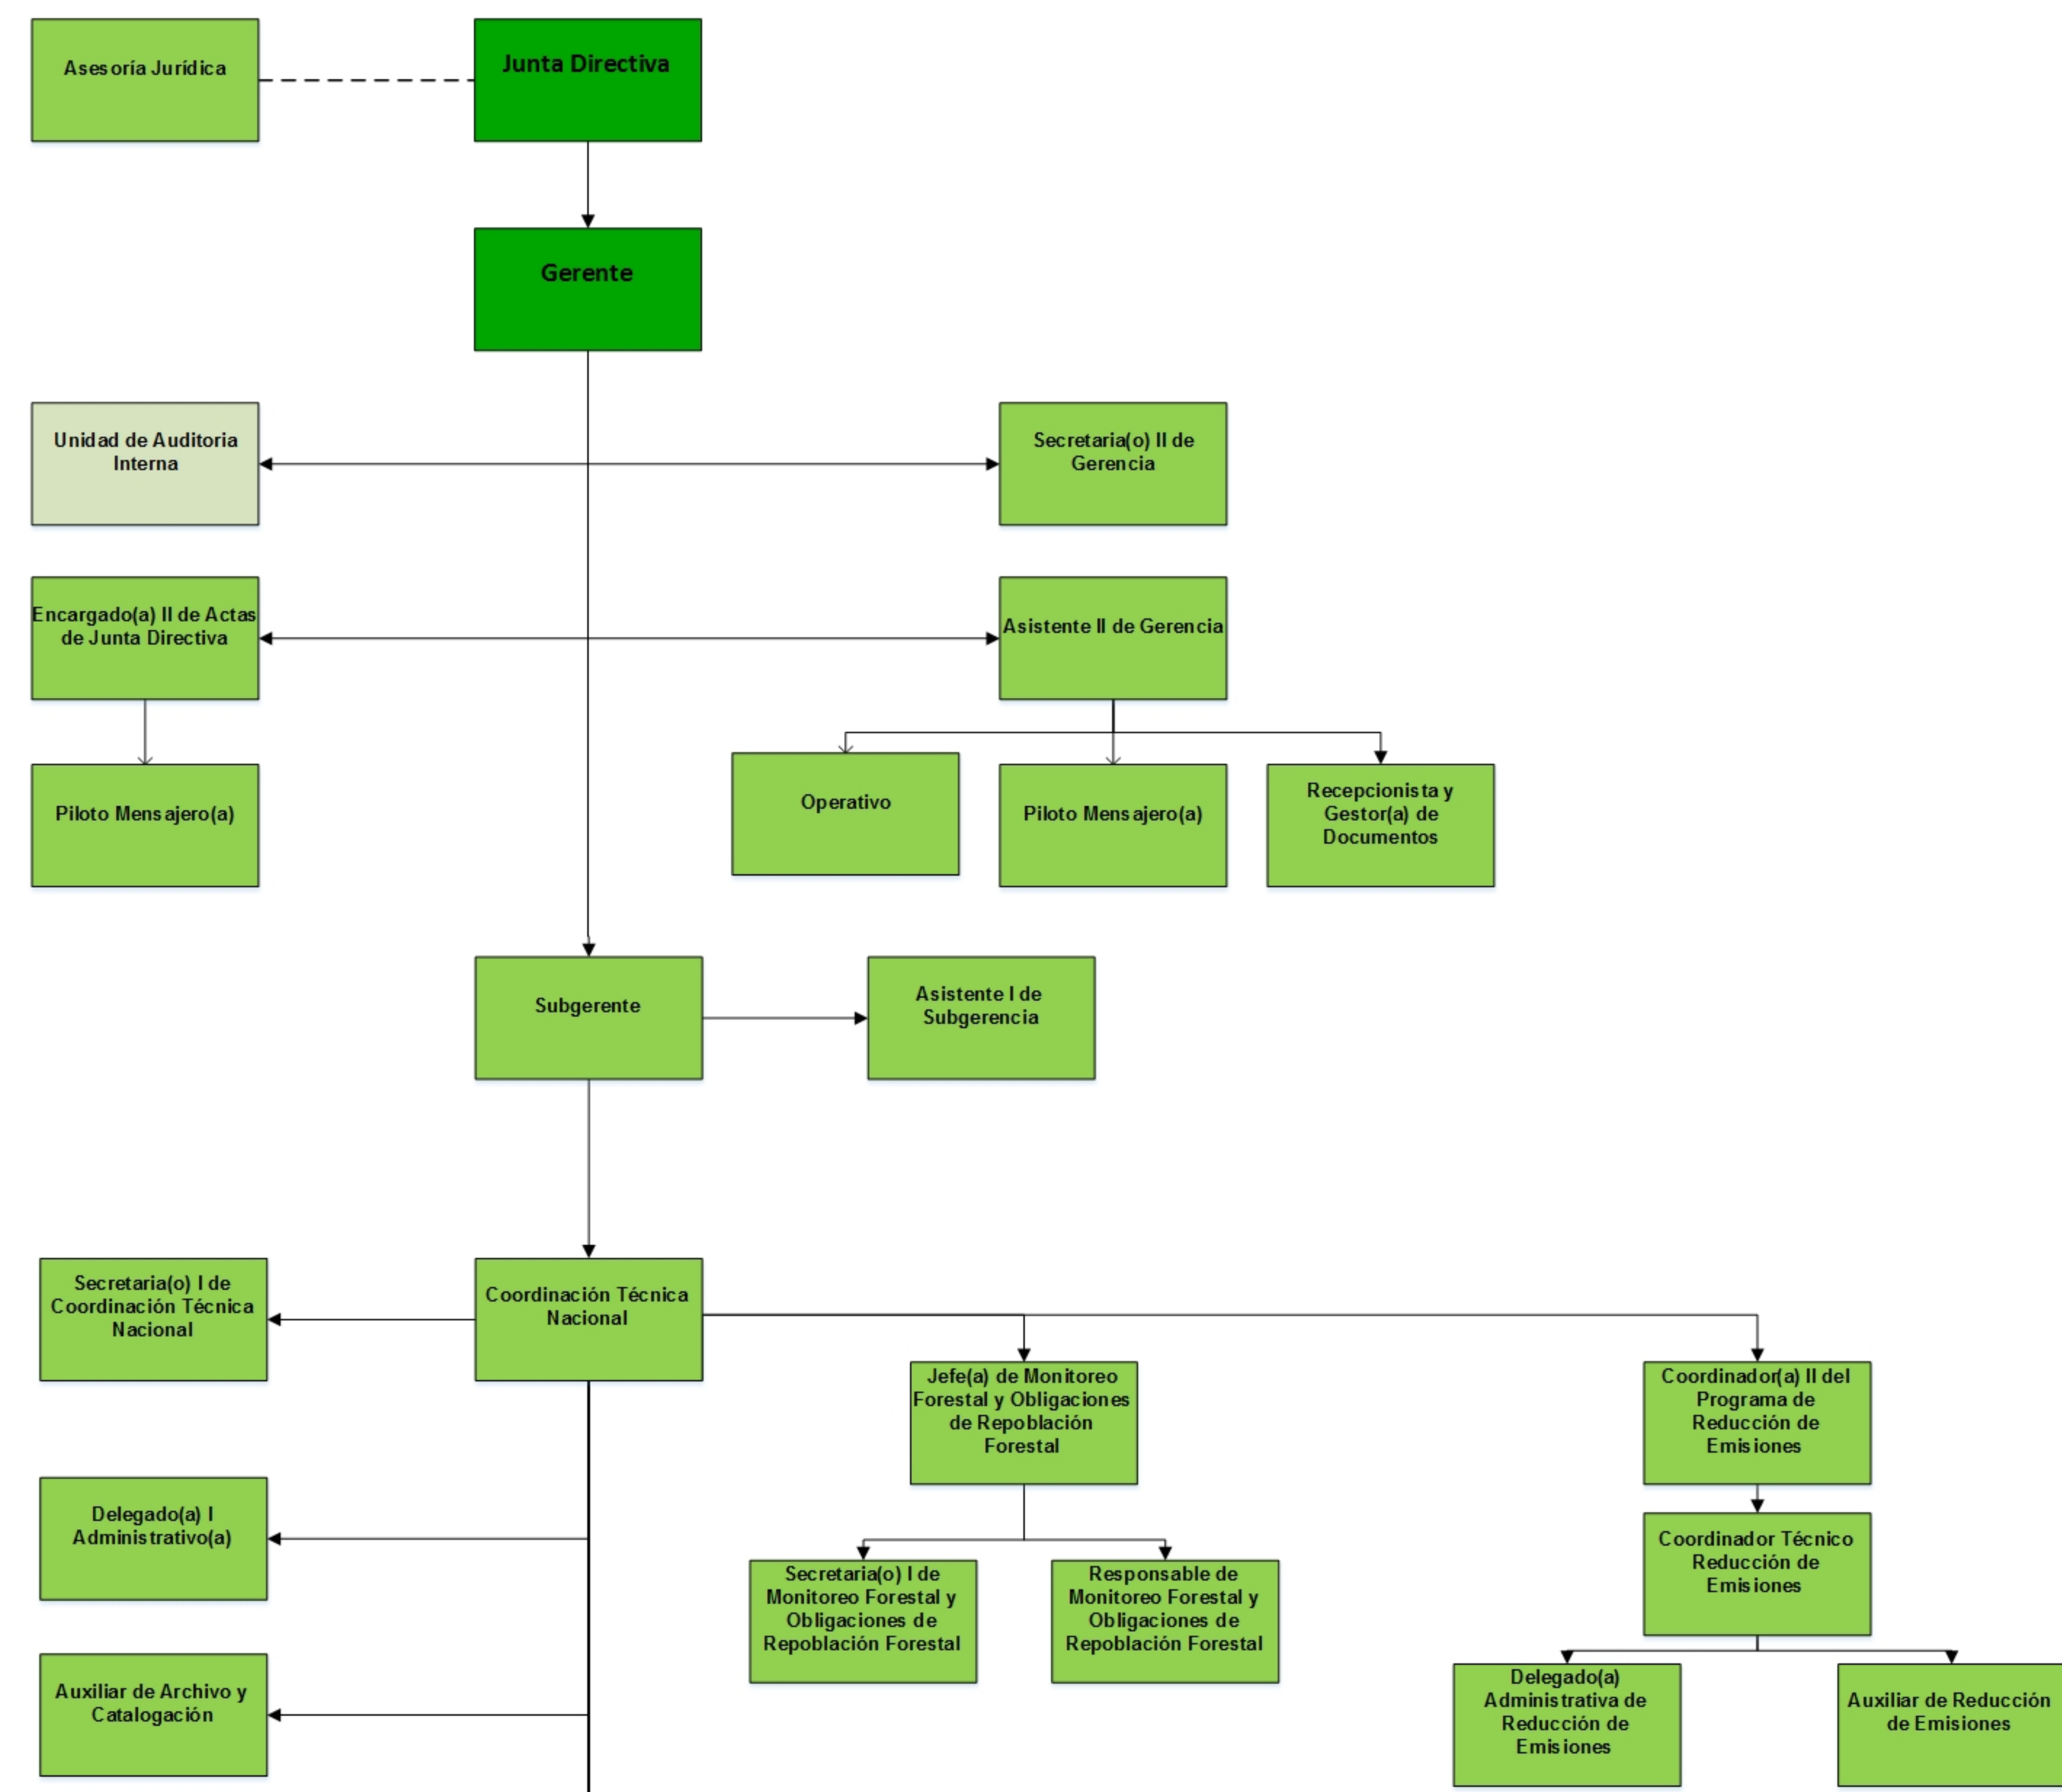 Asesoría Jurídica
Junta Directiva
Gerente
Unidad de Auditoria
Interna
Secretaria(o) II de
Gerencia
Encargado(a) II de Actas
de Junta Directiva
Asistente II de Gerencia
Piloto Mensajero(a)
Operativo
Piloto Mensajero(a)
Recepcionista y
Gestor(a) de
Documentos
Subgerente
Asistente I de
Subgerencia
Secretaria(o) I de
Coordinación Técnica
Nacional
Coordinación Técnica
Nacional
Jefe(a) de Monitoreo
Forestal y Obligaciones
de Repoblación
Forestal
Coordinador(a) II del
Programa de
Reducción de
Emisiones
Delegado(a) I
Administrativo(a)
Coordinador Técnico
Reducción de
Emisiones
Secretaria(o) I de
Monitoreo Forestal y
Obligaciones de
Repoblación Forestal
Responsable de
Monitoreo Forestal y
Obligaciones de
Repoblación Forestal
Auxiliar de Archivo y
Catalogación
Delegado(a)
Administrativa de
Reducción de
Emisiones
Auxiliar de Reducción
de Emisiones